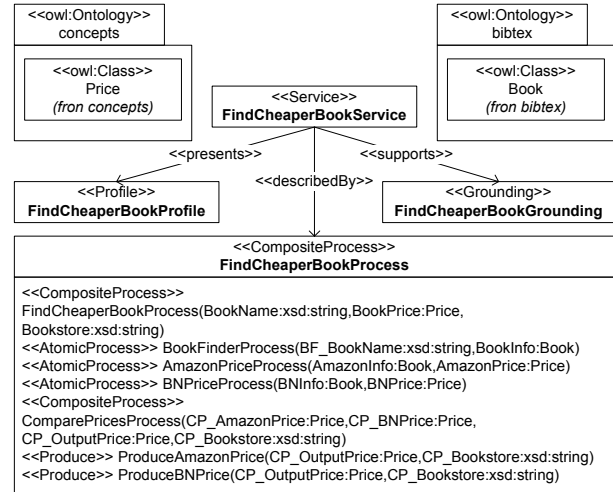 <<owl:Ontology>>
concepts
<<owl:Class>>
Price
(fron concepts)
<<owl:Ontology>>
bibtex
<<owl:Class>>
Book
(fron bibtex)
<<Service>>
FindCheaperBookService
<<presents>>
<<describedBy>>
<<supports>>
<<Profile>>
FindCheaperBookProfile
<<Grounding>>
FindCheaperBookGrounding
<<CompositeProcess>>
FindCheaperBookProcess
<<CompositeProcess>>
FindCheaperBookProcess(BookName:xsd:string,BookPrice:Price,
Bookstore:xsd:string)
<<AtomicProcess>> BookFinderProcess(BF_BookName:xsd:string,BookInfo:Book)
<<AtomicProcess>> AmazonPriceProcess(AmazonInfo:Book,AmazonPrice:Price)
<<AtomicProcess>> BNPriceProcess(BNInfo:Book,BNPrice:Price)
<<CompositeProcess>>
ComparePricesProcess(CP_AmazonPrice:Price,CP_BNPrice:Price,
CP_OutputPrice:Price,CP_Bookstore:xsd:string)
<<Produce>> ProduceAmazonPrice(CP_OutputPrice:Price,CP_Bookstore:xsd:string)
<<Produce>> ProduceBNPrice(CP_OutputPrice:Price,CP_Bookstore:xsd:string)